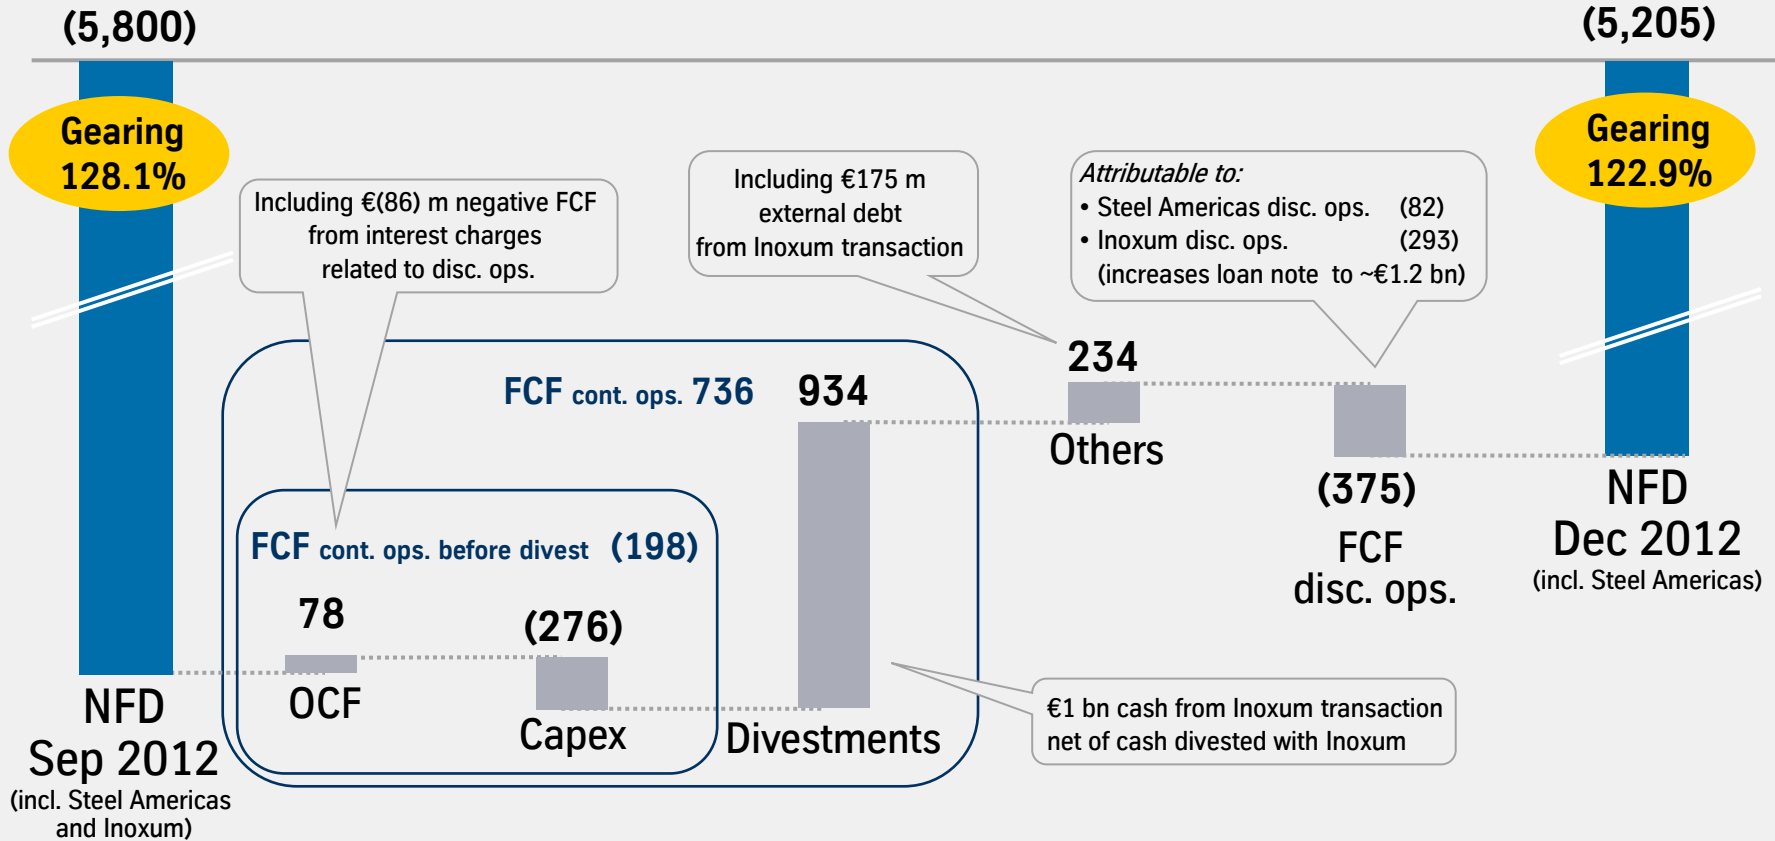 (5,800)
(5,205)
Gearing
128.1%
Gearing
122.9%
Including €(86) m negative FCF
from interest charges
related to disc. ops.
Including €175 m
external debt
from Inoxum transaction
Attributable to:
• Steel Americas disc. ops. (82)
• Inoxum disc. ops. (293)
(increases loan note to ~€1.2 bn)
FCF cont. ops. 736
934
234
Others
(375)
FCF
disc. ops.
FCF cont. ops. before divest (198)
78
(276)
OCF
Capex
Divestments
€1 bn cash from Inoxum transaction
net of cash divested with Inoxum
NFD
Sep 2012
(incl. Steel Americas
and Inoxum)
NFD
Dec 2012
(incl. Steel Americas)